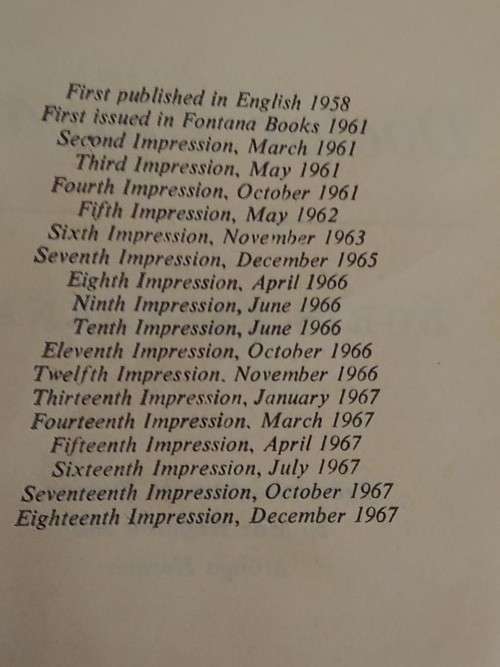 First published in English 1958
First issued in Fontana Books 1961
Second Impression, March 1961
Third Impression, May 1961
Fourth Impression, October 1961
Fifth Impression, May 1962
Sixth Impression, November 1963
Seventh Impression, December 1965
Eighth Impression, April 1966
Ninth Impression, June 1966
Tenth Impression, June 1966
Eleventh Impression, October 1966
Twelfth Impression. November 1966
Thirteenth Impression, January 1967
Fourteenth Impression. March 1967
Fifteenth Impression, April 1967
Sixteenth Impression, July 1967
Seventeenth Impression, October 1967
Eighteenth Impression, December 1967